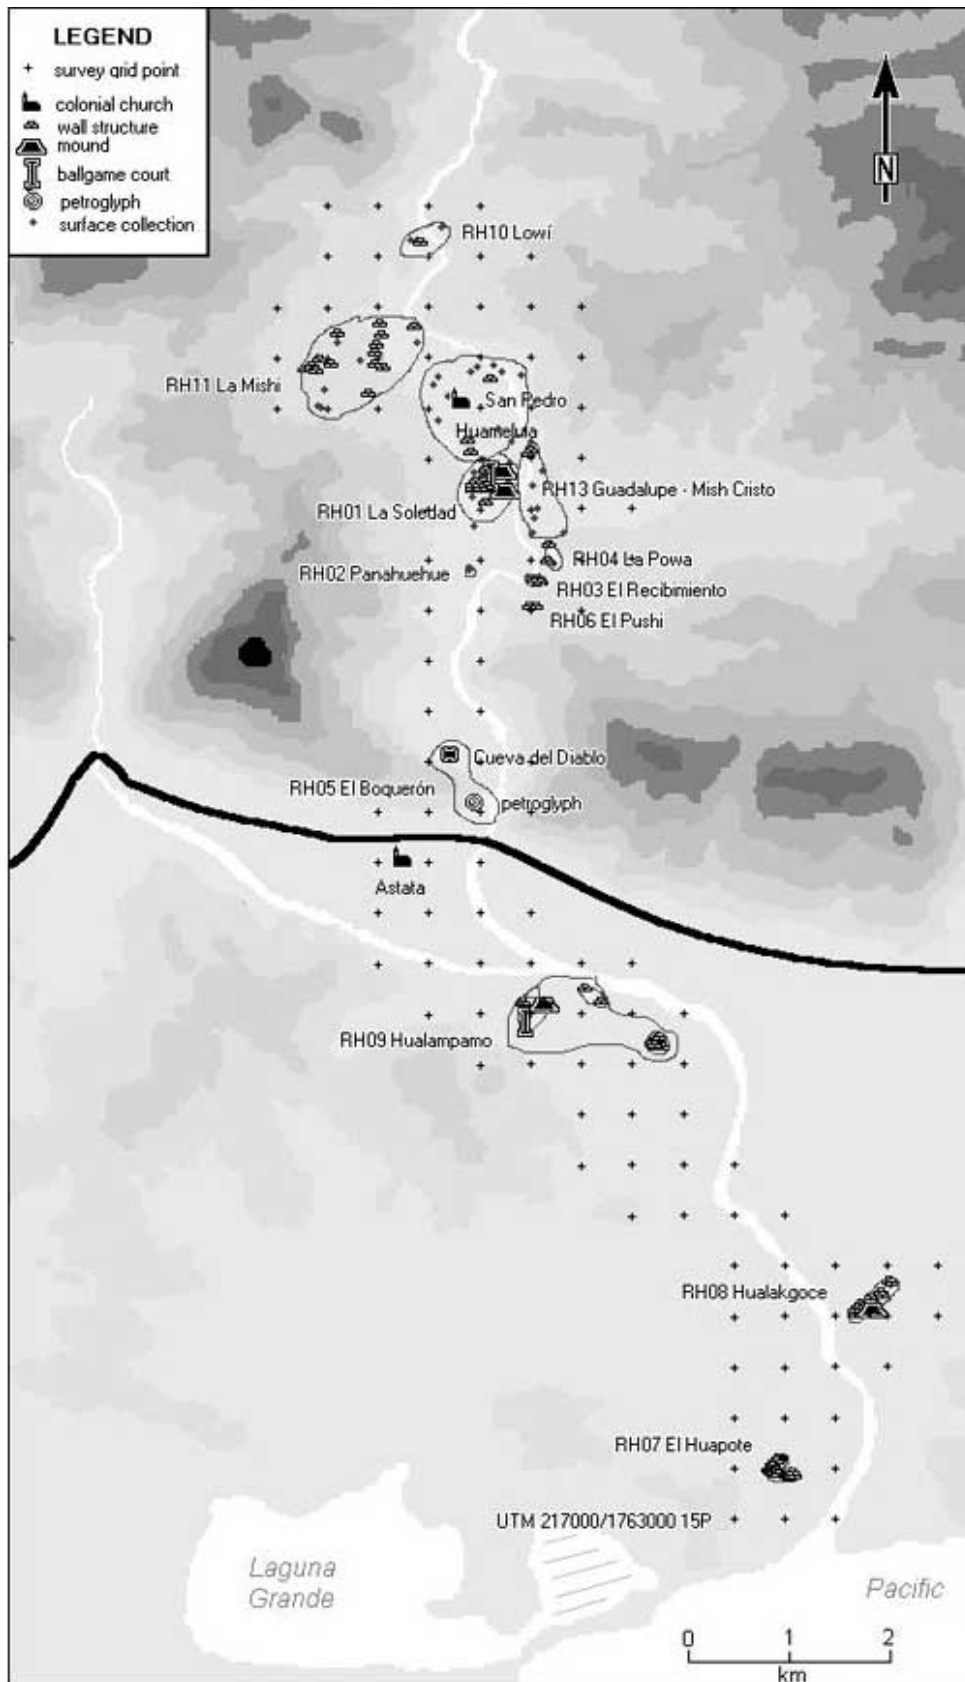 LEGEND
survey grid point
colonial church
wall structure
mound
ballgame court
petroglyph
surface collection
N
RH10 Lowí
RH11 La Mishi
San Pedro
Huamelula
RH13 Guadalupe - Mish Cristo
RH01 La Soledad
RH04 La Powa
RH02 Panahuehue
RH03 El Recibimiento
RH06 El Pushi
Cueva del Diablo
RH05 El Boquerón
petroglyph
Astata
RH09 Hualampamo
RH08 Hualakgoce
RH07 El Huapote
UTM 217000/1763000 15P
Laguna
Grande
Pacific
0 1 2
km